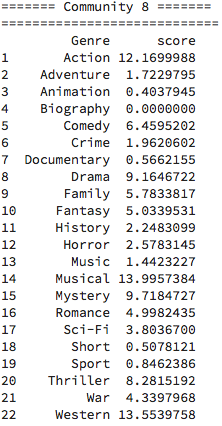 ======= Community 8 =======
===========================
Genre score
1 Action 12.1699988
2 Adventure 1.7229795
3 Animation 0.4037945
4 Biography 0.0000000
5 Comedy 6.4595202
6 Crime 1.9620602
7 Documentary 0.5662155
8 Drama 9.1646722
9 Family 5.7833817
10 Fantasy 5.0339531
11 History 2.2483099
12 Horror 2.5783145
13 Music 1.4423227
14 Musical 13.9957384
15 Mystery 9.7184727
16 Romance 4.9982435
17 Sci-Fi 3.8036700
18 Short 0.5078121
19 Sport 0.8462386
20 Thriller 8.2815192
21 War 4.3397968
22 Western 13.5539758